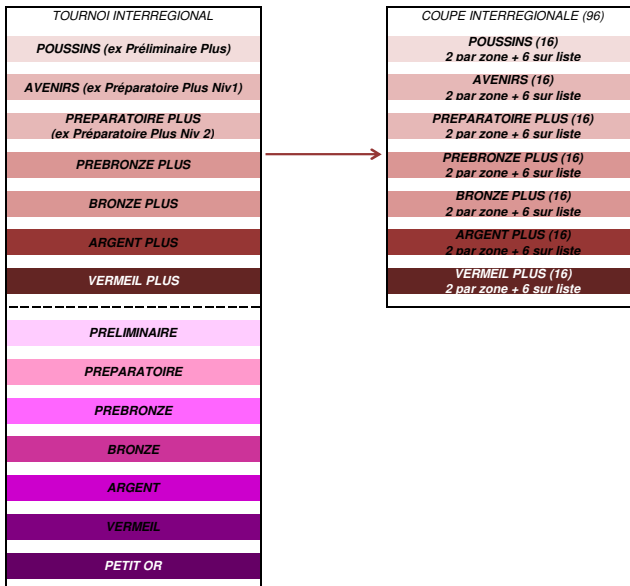 TOURNOI INTERREGIONAL
POUSSINS (ex Préliminaire Plus)
AVENIRS (ex Préparatoire Plus Niv1)
PREPARATOIRE PLUS
(ex Préparatoire Plus Niv 2)
PREBRONZE PLUS
BRONZE PLUS
ARGENT PLUS
VERMEIL PLUS
PRELIMINAIRE
PREPARATOIRE
PREBRONZE
BRONZE
ARGENT
VERMEIL
PETIT OR
COUPE INTERREGIONALE (96)
POUSSINS (16)
2 par zone + 6 sur liste
AVENIRS (16)
2 par zone + 6 sur liste
PREPARATOIRE PLUS (16)
2 par zone + 6 sur liste
PREBRONZE PLUS (16)
2 par zone + 6 sur liste
BRONZE PLUS (16)
2 par zone + 6 sur liste
ARGENT PLUS (16)
2 par zone + 6 sur liste
VERMEIL PLUS (16)
2 par zone + 6 sur liste